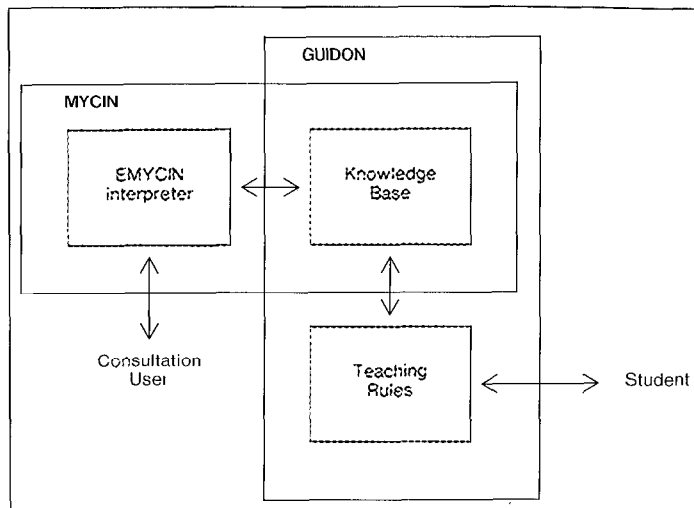 GUIDON
MYCIN
EMYCIN
interpreter
Knowledge
Base
Consultation
User
Teaching
Rules
Student